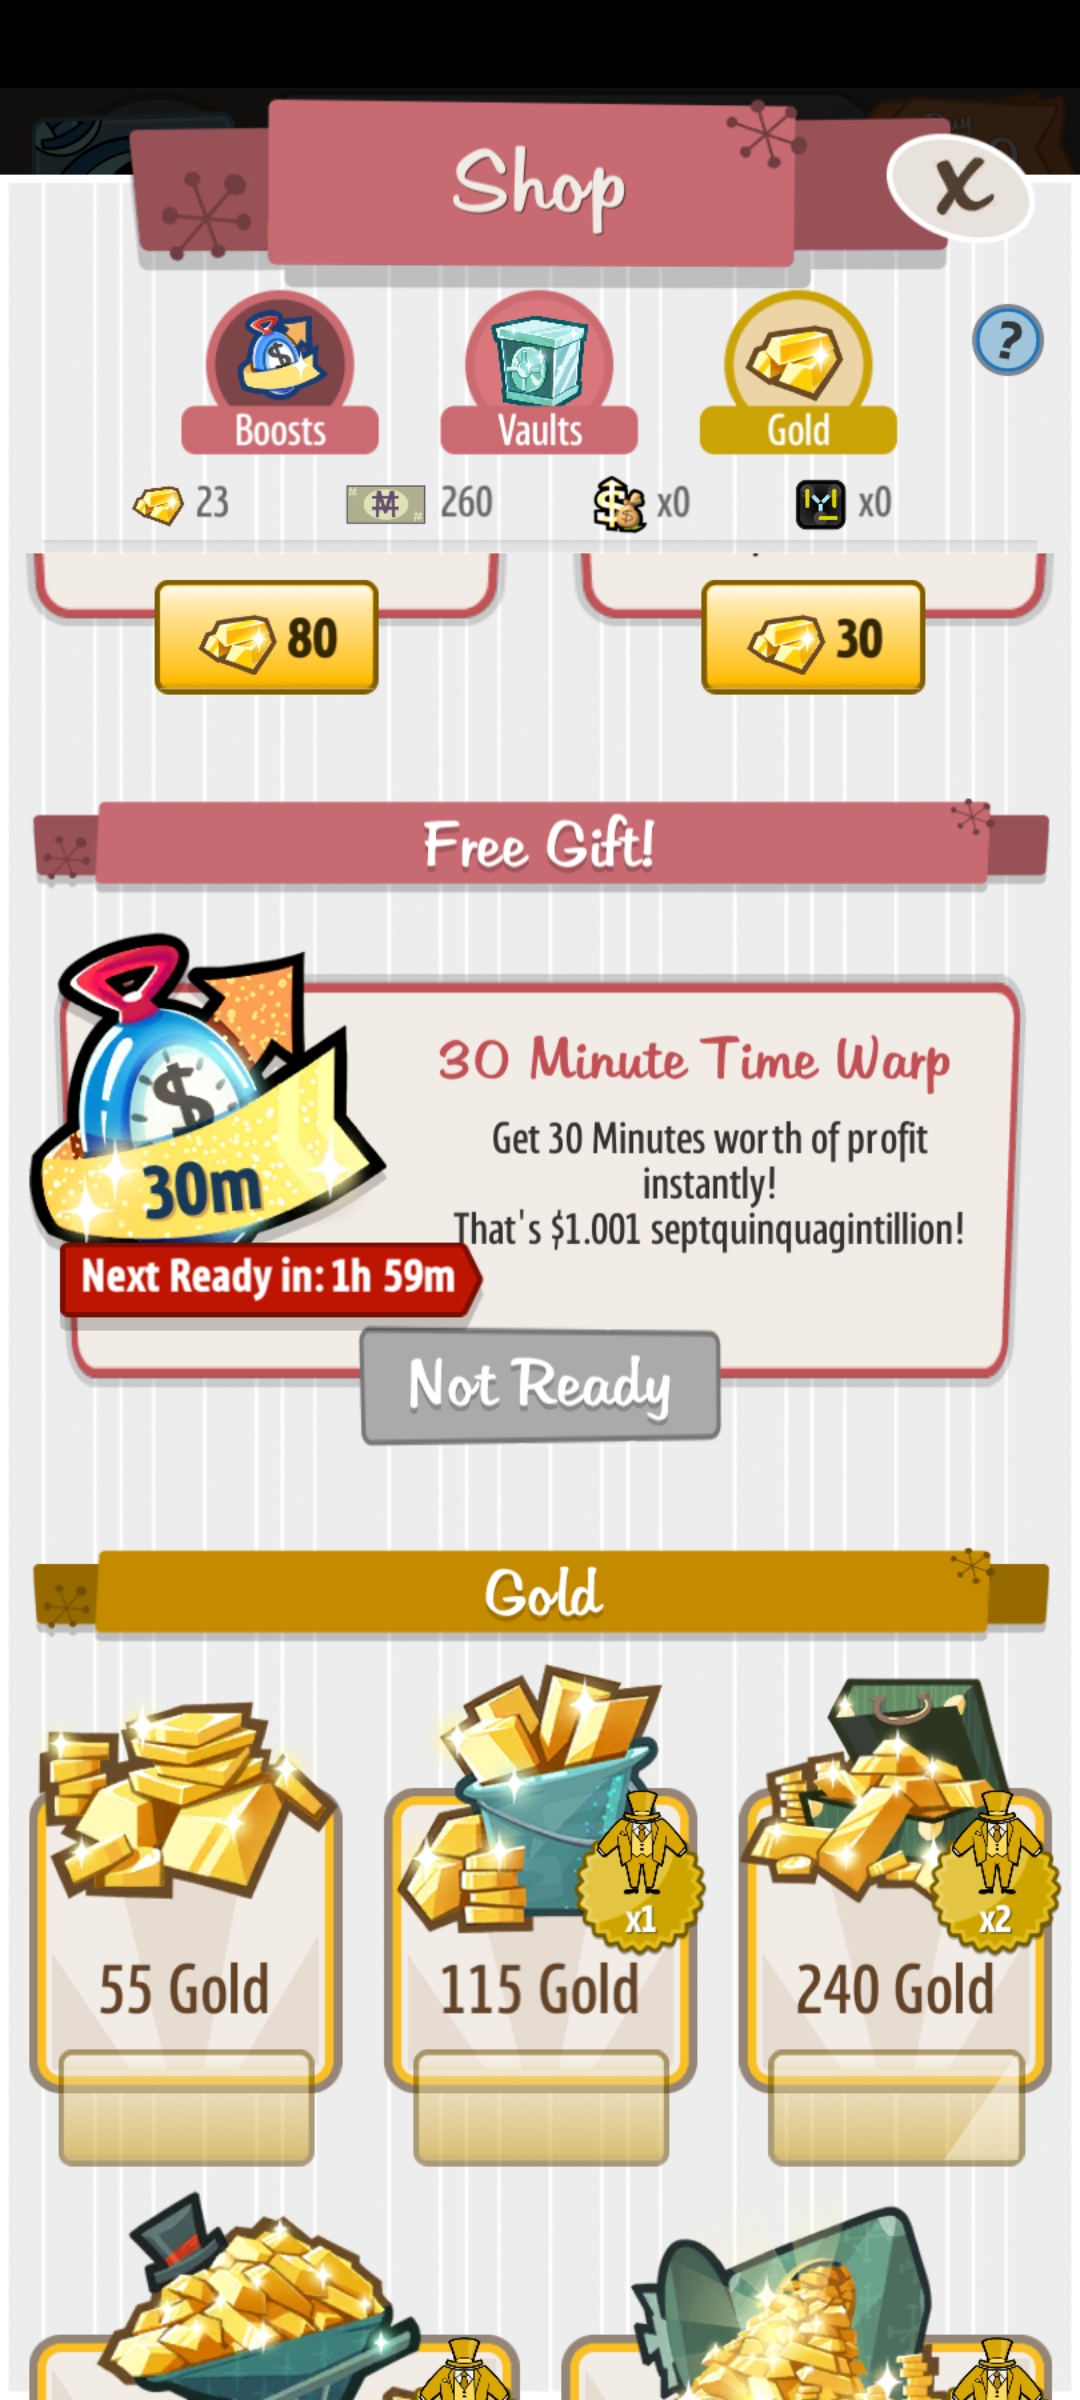 Shop
X
?
Boosts
Vaults
Gold
23
260
x0
x0
80
30
Free Gift!
30 Minute Time Warp
Get 30 Minutes worth of profit
instantly!
That's $1.001 septquinquagintillion!
30m
Next Ready in: 1h 59m
Not Ready
Gold
x1
x2
55 Gold
115 Gold
240 Gold